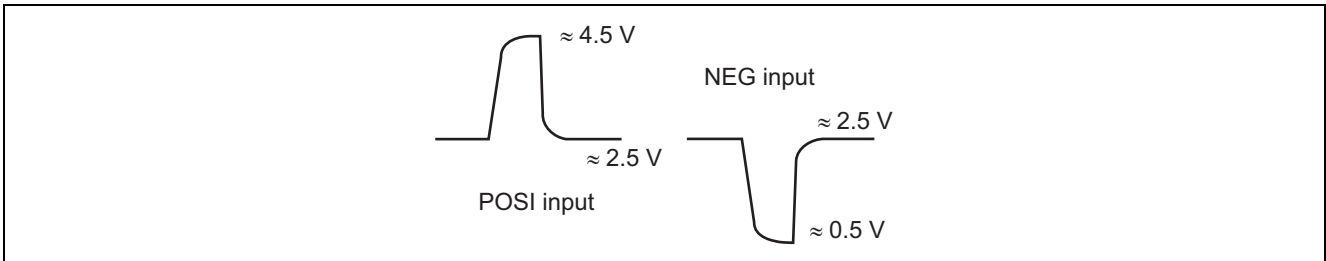 ≈ 4.5 V
≈ 2.5 V
POSI input
NEG input
≈ 2.5 V
≈ 0.5 V